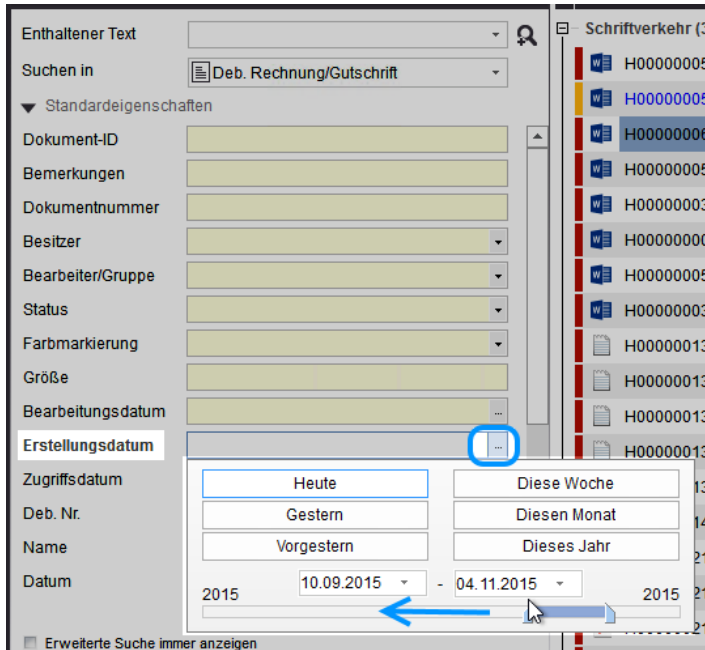 Enthaltener Text
Suchen in
Deb. Rechnung/Gutschrift
Standardeigenschaften
Dokument-ID
Bemerkungen
Dokumentnummer
Besitzer
Bearbeiter/Gruppe
Status
Farbmarkierung
Größe
Bearbeitungsdatum ...
Erstellungsdatum ...
Zugriffsdatum
Deb. Nr.
Name
Datum
Heute Diese Woche
Gestern Diesen Monat
Vorgestern Dieses Jahr
10.09.2015 - 04.11.2015
2015 2015
Erweiterte Suche immer anzeigen
Schriftverkehr (3
H00000005
H00000005
H00000006
H00000005
H00000003
H00000000
H00000005
H00000003
H00000013
H00000013
H00000013
H00000013